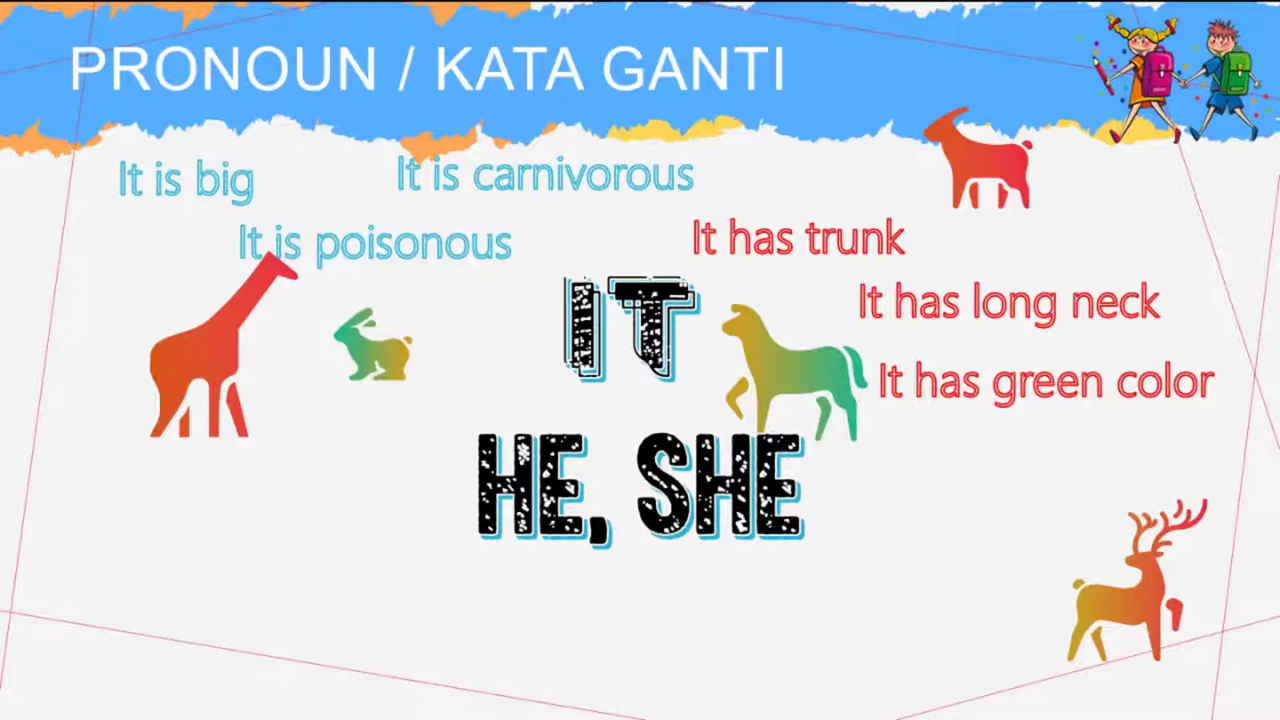 PRONOUN / KATA GANTI
It is big
It is carnivorous
It is poisonous
It has trunk
IT
It has long neck
It has green color
HE, SHE